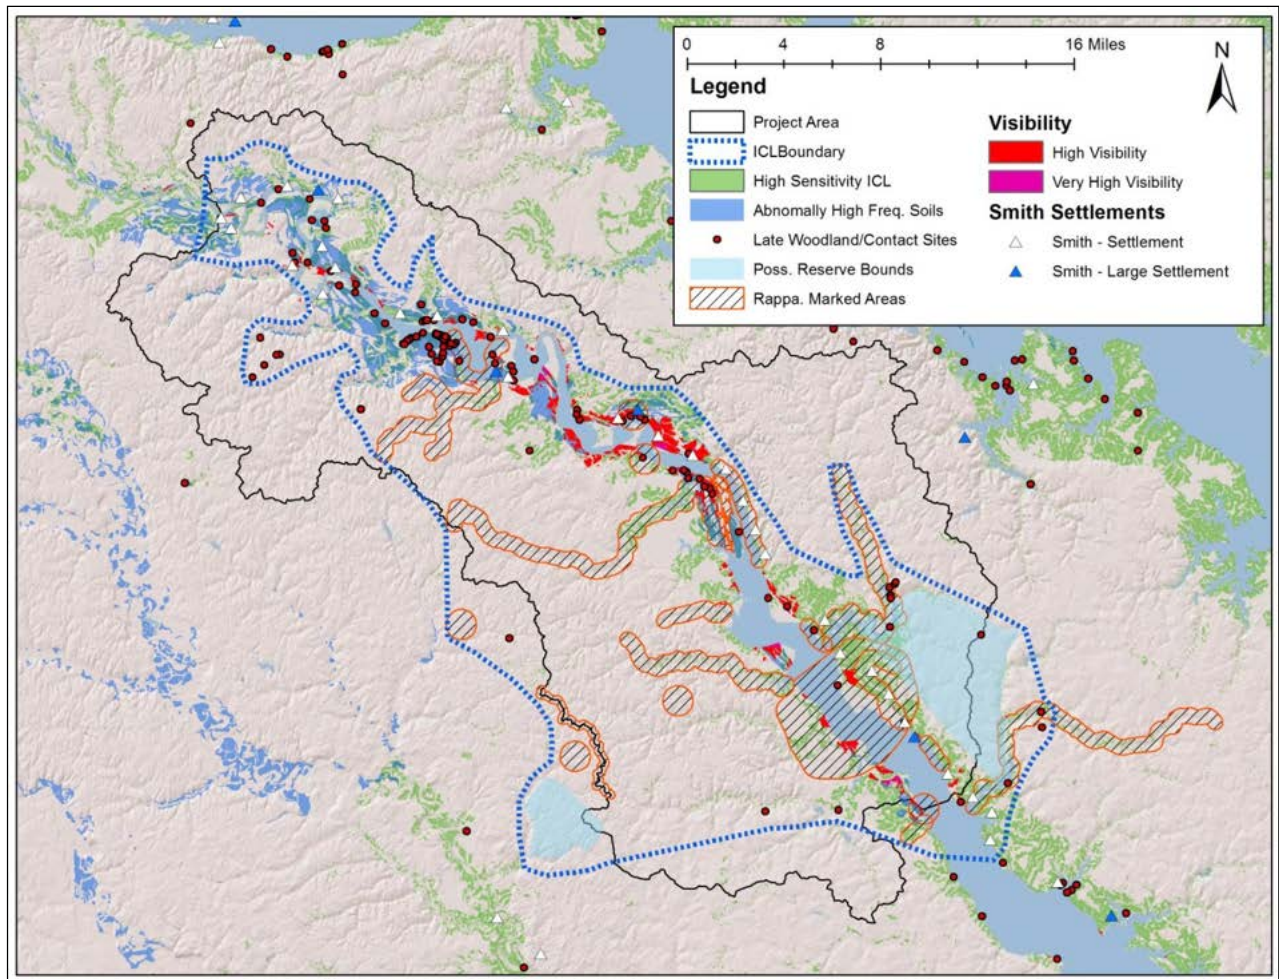 0 4 8 16 Miles
N
Legend
Project Area
ICLBoundary
High Sensitivity ICL
Abnomally High Freq. Soils
Late Woodland/Contact Sites
Poss. Reserve Bounds
Rappa. Marked Areas
Visibility
High Visibility
Very High Visibility
Smith Settlements
Smith - Settlement
Smith - Large Settlement